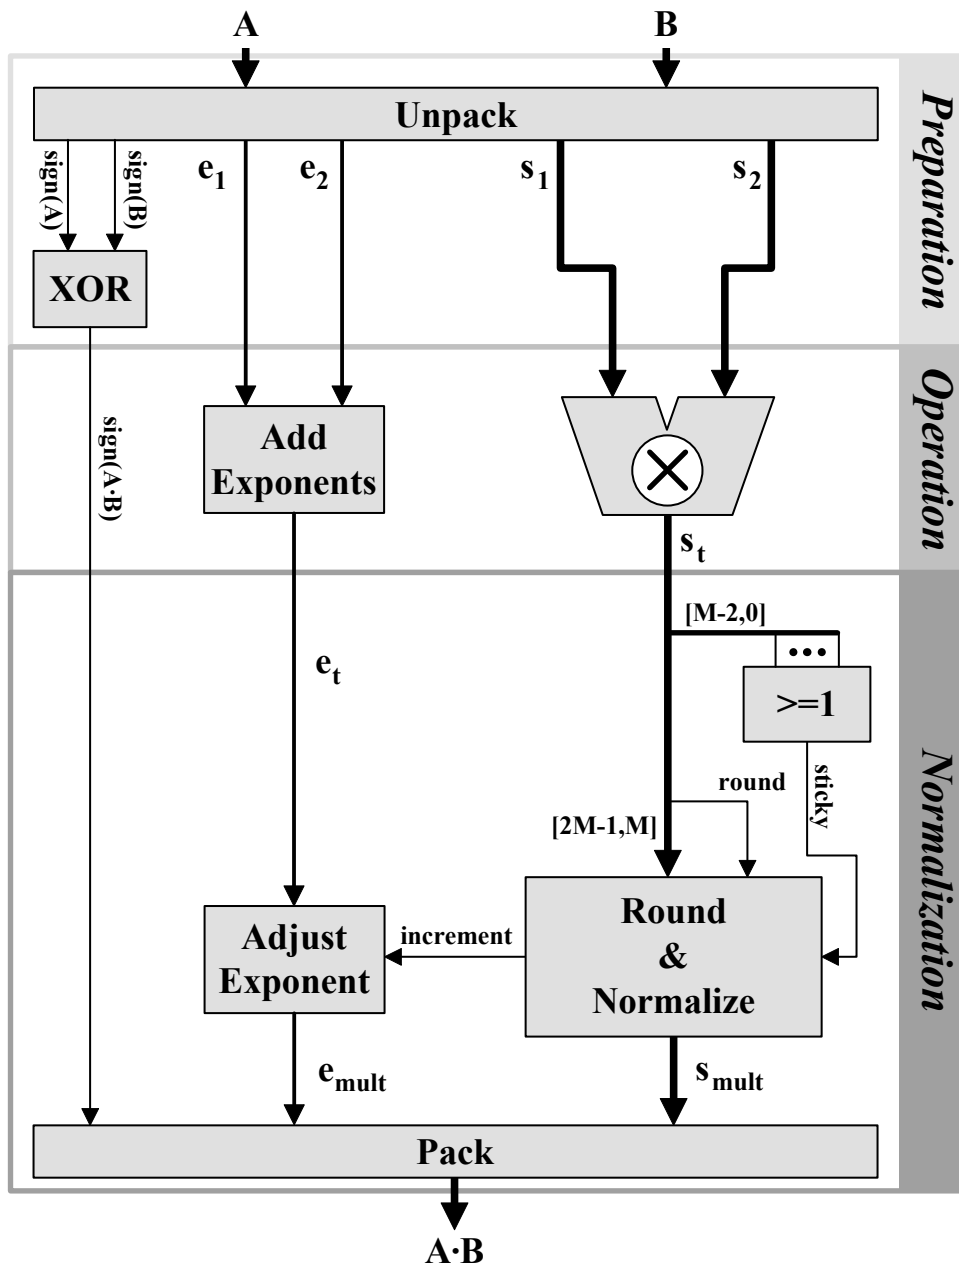 A
B
Unpack
sign(A)
sign(B)
e1
e2
s1
s2
XOR
Preparation
Add
Exponents
sign(A·B)
st
Operation
[M-2,0]
•••
>=1
et
sticky
round
[2M-1,M]
Round
&
Normalize
increment
Adjust
Exponent
emult
smult
Normalization
Pack
A·B